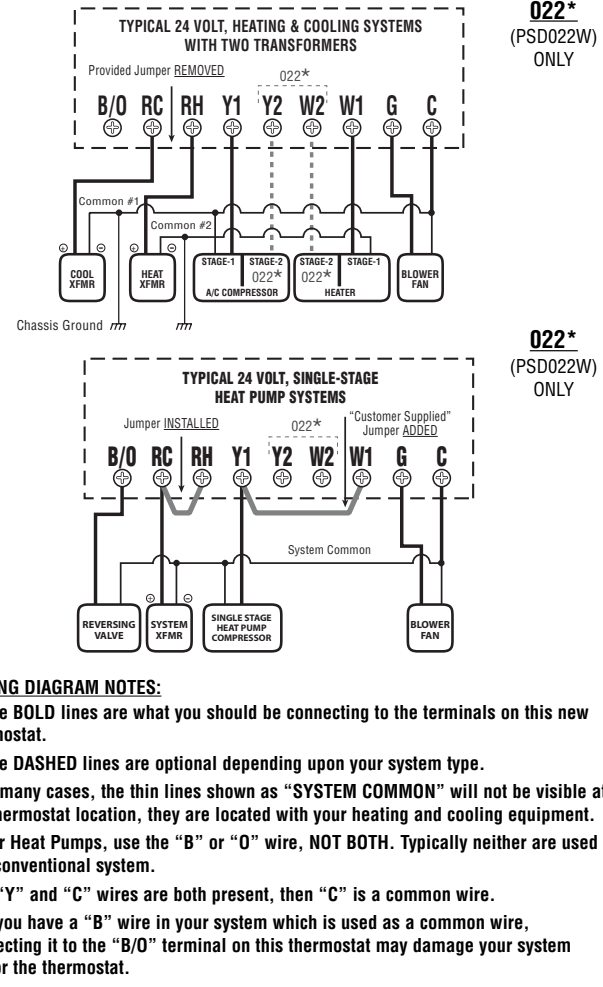 TYPICAL 24 VOLT, HEATING & COOLING SYSTEMS
WITH TWO TRANSFORMERS
022*
(PSD022W)
ONLY
Provided Jumper REMOVED
022*
B/O RC RH Y1 Y2 W2 W1 G C
Common #1
Common #2
+ − + −
COOL
XFMR
HEAT
XFMR
STAGE-1 STAGE-2
022*
A/C COMPRESSOR
STAGE-2 STAGE-1
022*
HEATER
BLOWER
FAN
Chassis Ground
022*
(PSD022W)
ONLY
TYPICAL 24 VOLT, SINGLE-STAGE
HEAT PUMP SYSTEMS
Jumper INSTALLED
022*
"Customer Supplied"
Jumper ADDED
B/O RC RH Y1 Y2 W2 W1 G C
System Common
+ −
REVERSING
VALVE
SYSTEM
XFMR
SINGLE STAGE
HEAT PUMP
COMPRESSOR
BLOWER
FAN
NG DIAGRAM NOTES:
e BOLD lines are what you should be connecting to the terminals on this new
nostat.
e DASHED lines are optional depending upon your system type.
many cases, the thin lines shown as “SYSTEM COMMON” will not be visible at
hermostat location, they are located with your heating and cooling equipment.
r Heat Pumps, use the “B” or “O” wire, NOT BOTH. Typically neither are used
conventional system.
“Y” and “C” wires are both present, then “C” is a common wire.
you have a “B” wire in your system which is used as a common wire,
ecting it to the “B/O” terminal on this thermostat may damage your system
or the thermostat.